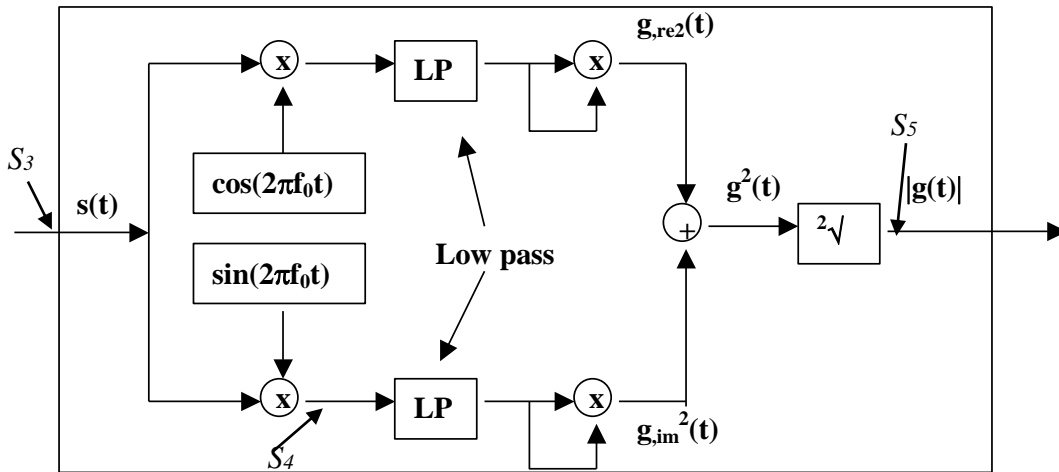 g,re2(t)
x
LP
x
S5
S3
cos(2πf0t)
g²(t)
|g(t)|
s(t)
+
²√
sin(2πf0t)
Low pass
x
LP
x
g,im²(t)
S4